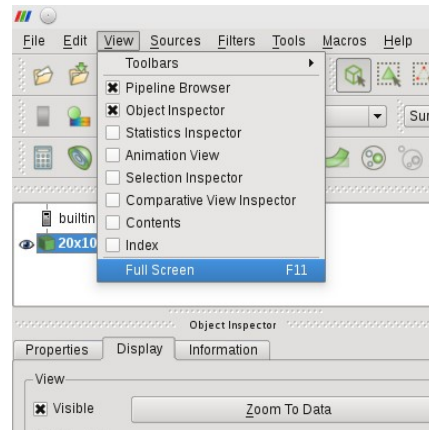 File Edit View Sources Filters Tools Macros Help
Toolbars
Pipeline Browser
Object Inspector
Statistics Inspector
Animation View
Selection Inspector
Comparative View Inspector
Contents
Index
Full Screen F11
Sur
builtin
20x10
Object Inspector
Properties Display Information
View
Visible Zoom To Data